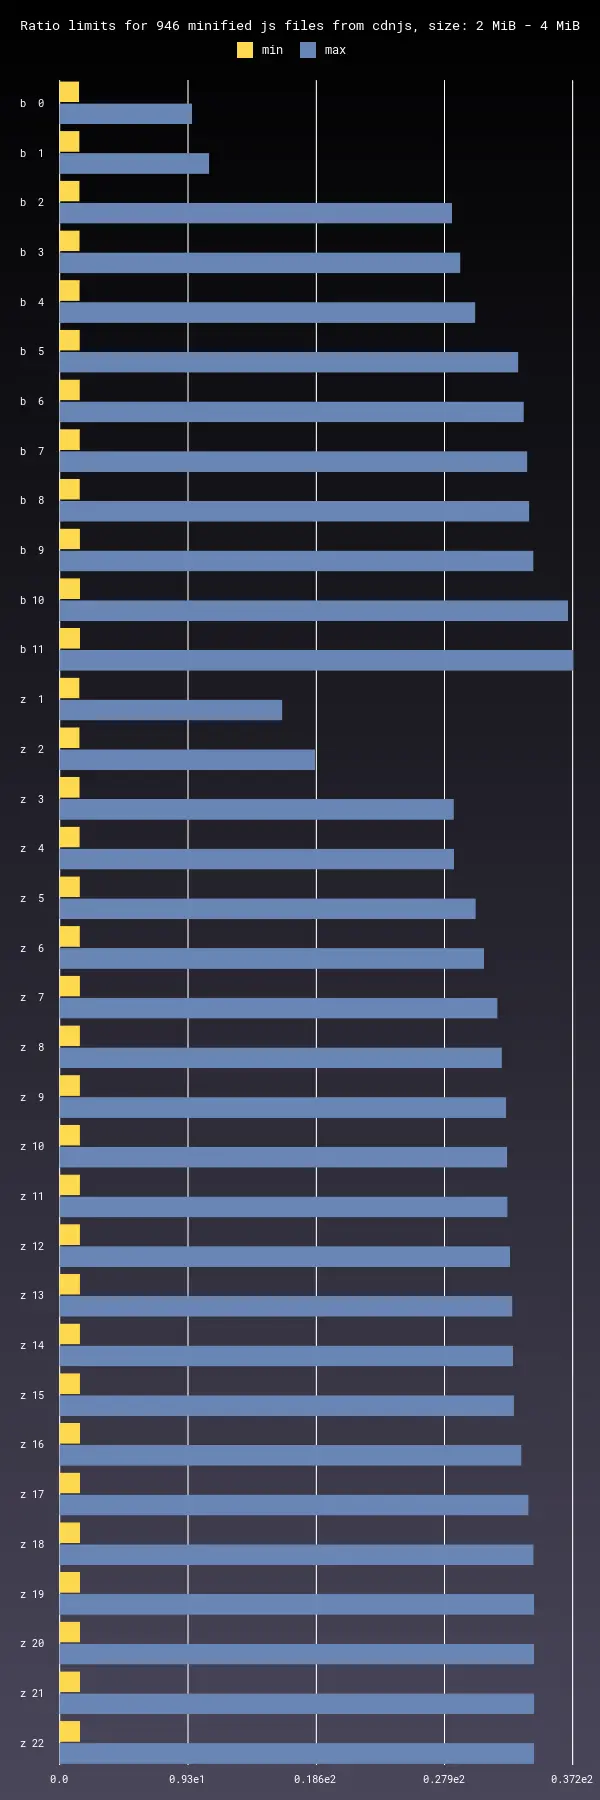 Ratio limits for 946 minified js files from cdnjs, size: 2 MiB - 4 MiB
min max
b 0
b 1
b 2
b 3
b 4
b 5
b 6
b 7
b 8
b 9
b 10
b 11
z 1
z 2
z 3
z 4
z 5
z 6
z 7
z 8
z 9
z 10
z 11
z 12
z 13
z 14
z 15
z 16
z 17
z 18
z 19
z 20
z 21
z 22
0.0 0.93e1 0.186e2 0.279e2 0.372e2